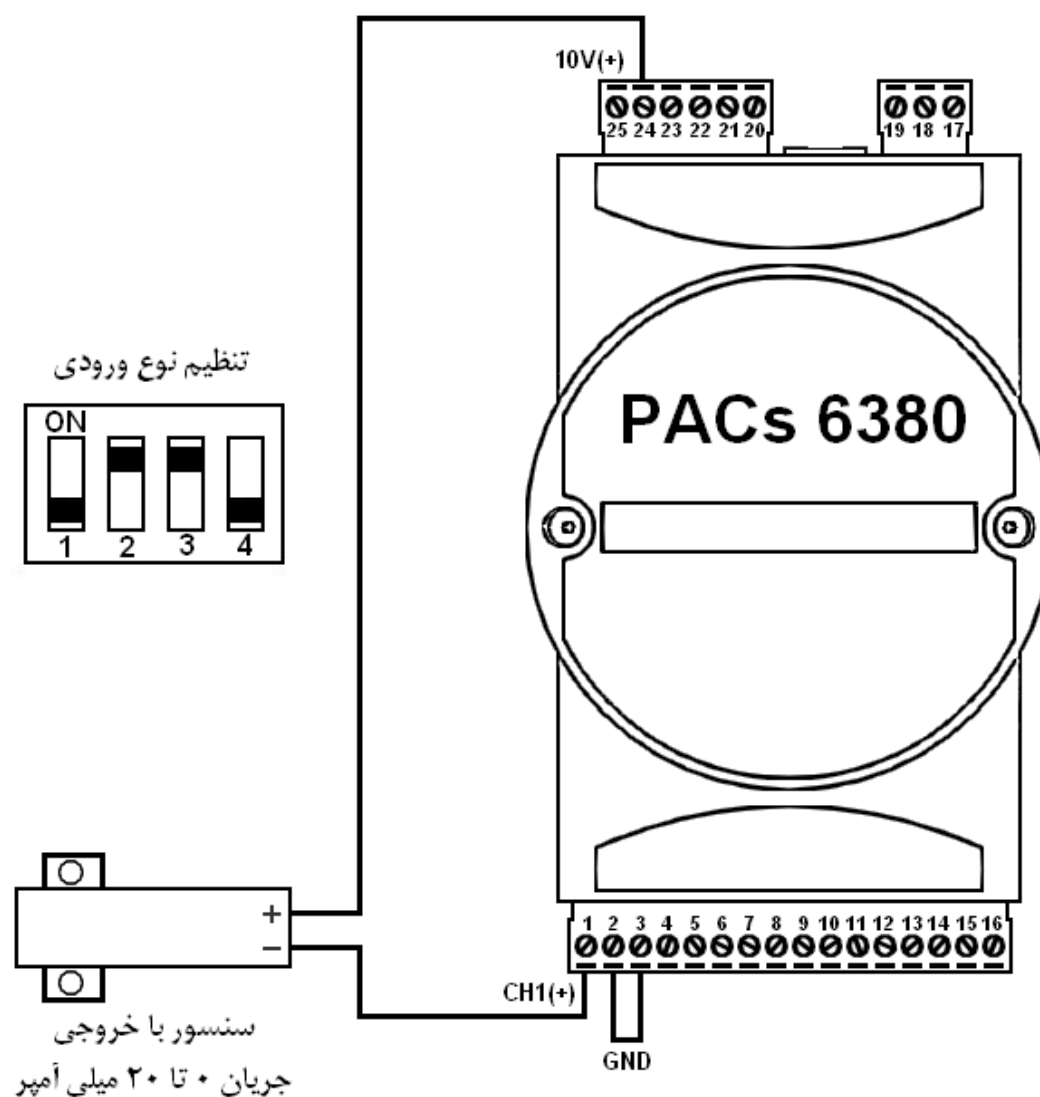 10V(+)
25 24 23 22 21 20
19 18 17
تنظیم نوع ورودی
ON
1 2 3 4
PACs 6380
+
−
1 2 3 4 5 6 7 8 9 10 11 12 13 14 15 16
CH1(+)
GND
سنسور با خروجی
جریان ۰ تا ۲۰ میلی آمپر